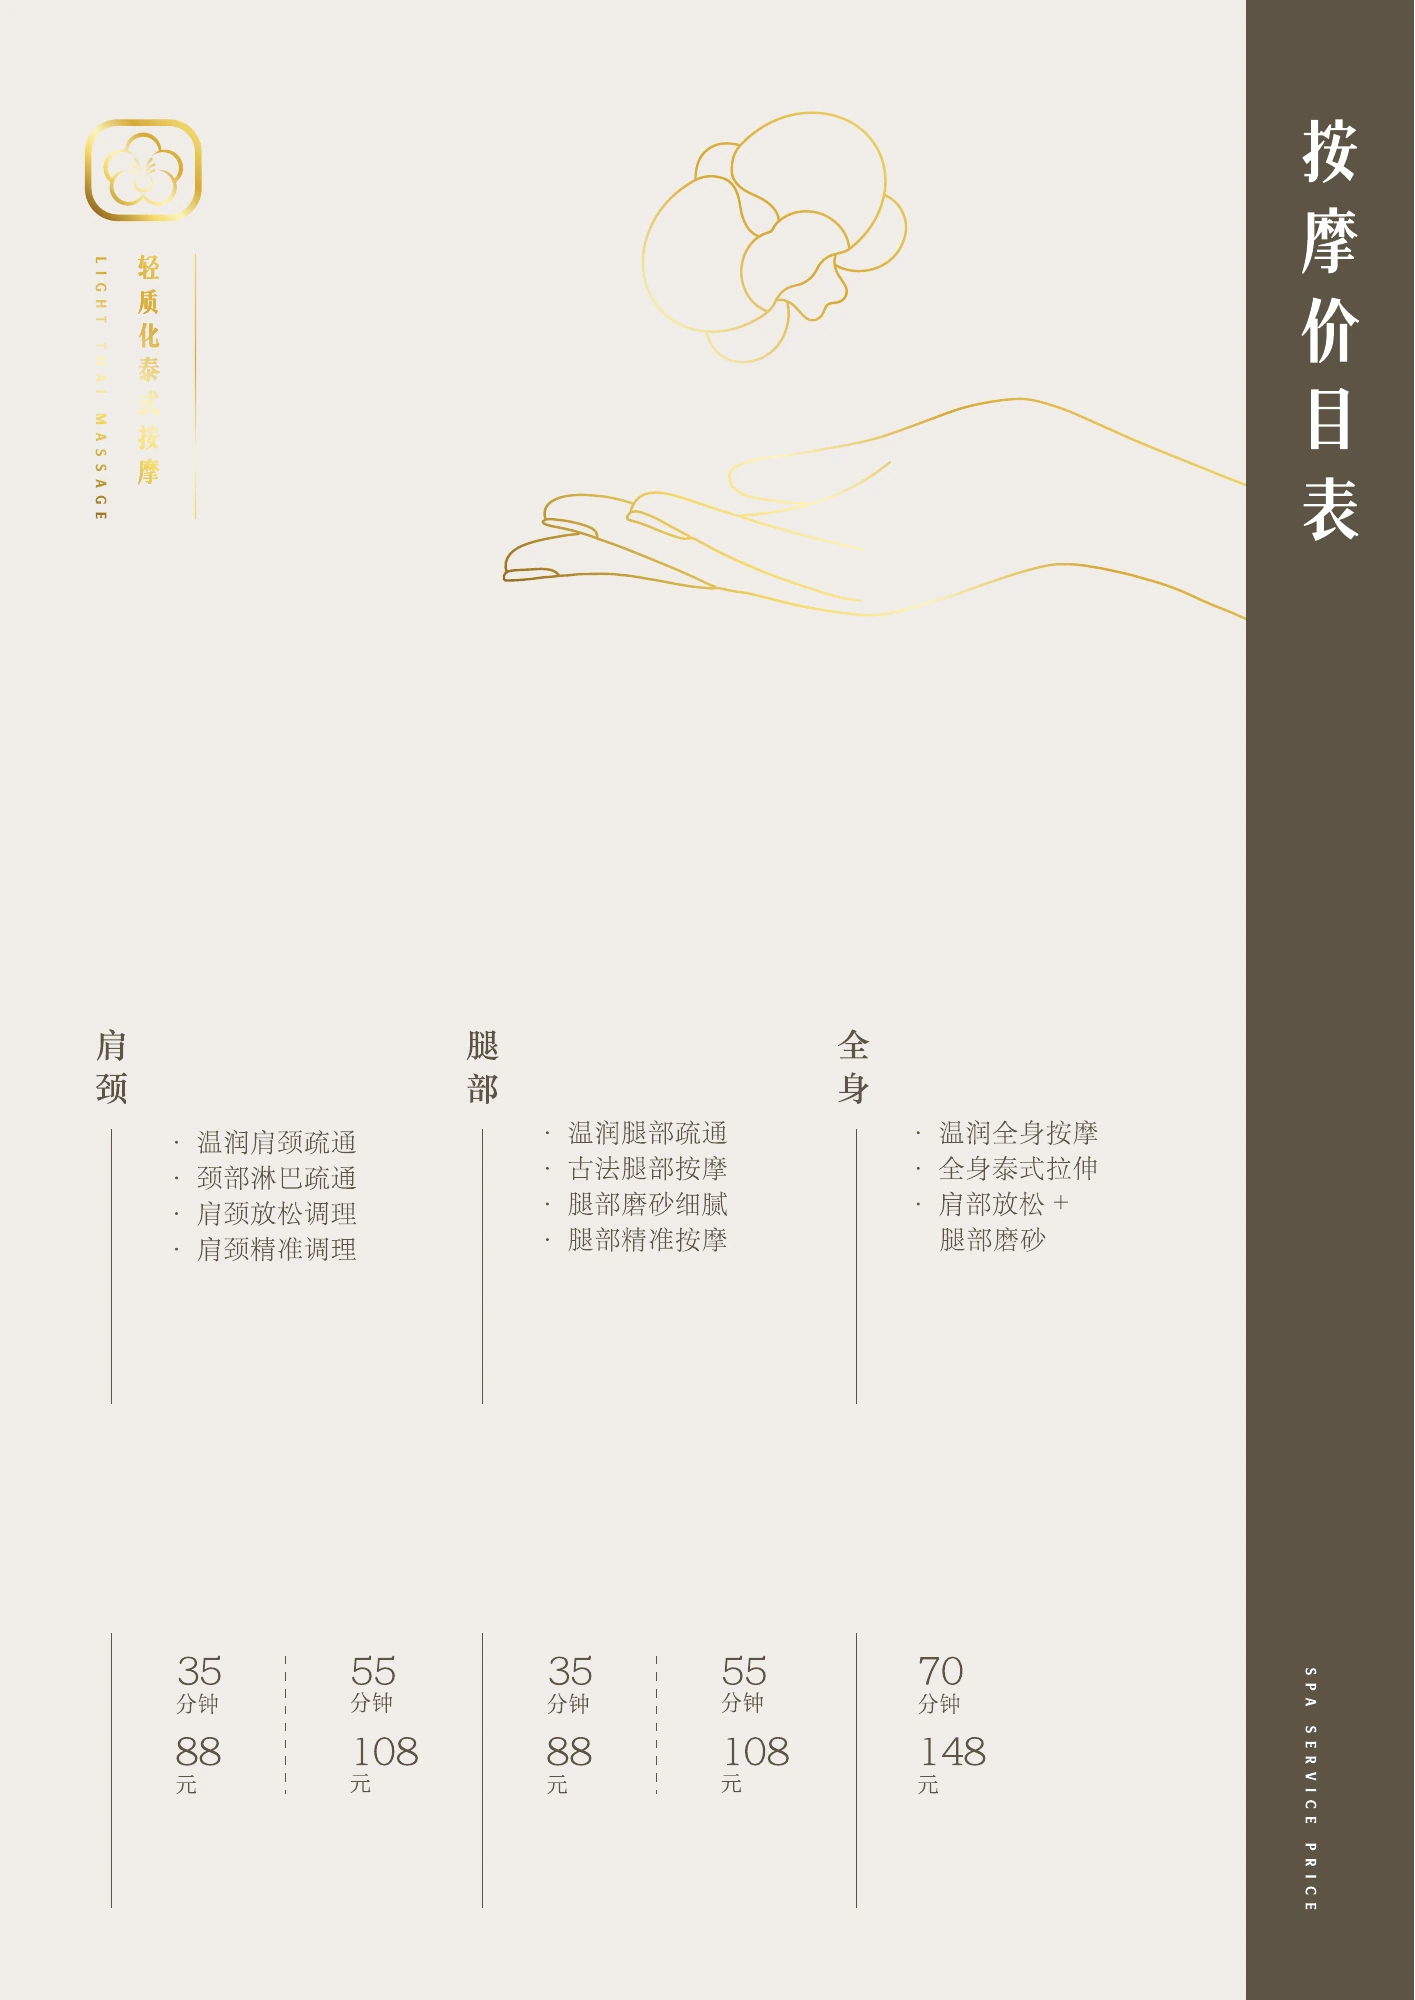 按摩价目表
轻质化泰式按摩
LIGHT THAI MASSAGE
肩颈
· 温润肩颈疏通
· 颈部淋巴疏通
· 肩颈放松调理
· 肩颈精准调理
35
分钟
88
元
55
分钟
108
元
腿部
· 温润腿部疏通
· 古法腿部按摩
· 腿部磨砂细腻
· 腿部精准按摩
35
分钟
88
元
55
分钟
108
元
全身
· 温润全身按摩
· 全身泰式拉伸
· 肩部放松 +
腿部磨砂
70
分钟
148
元
SPA SERVICE PRICE